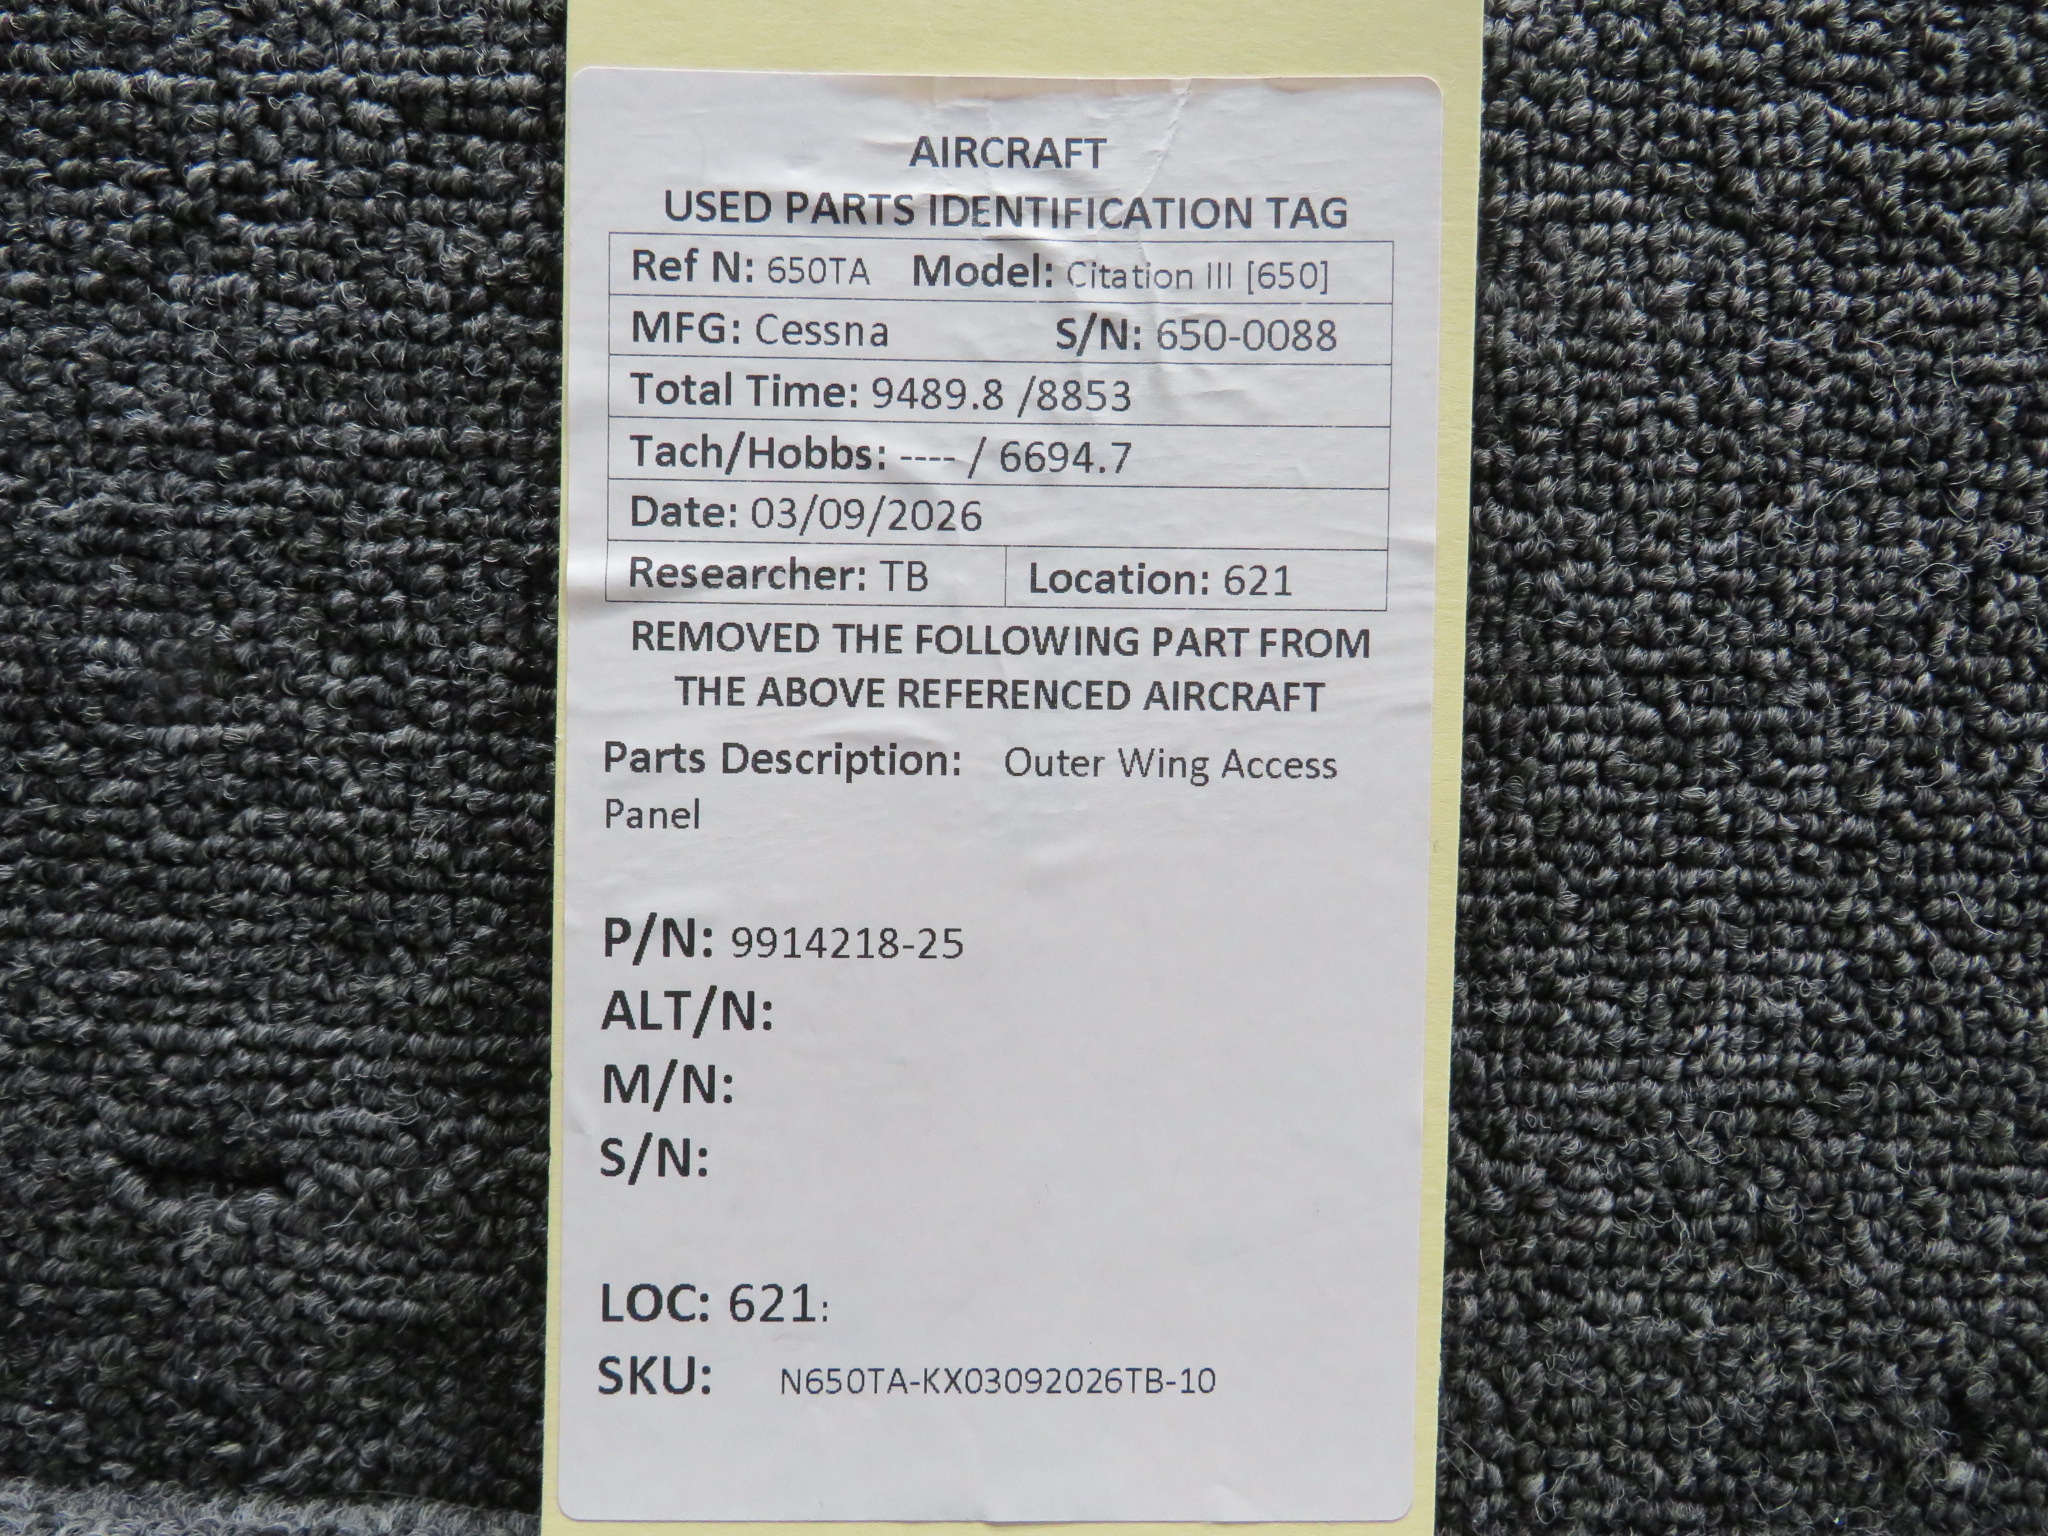 AIRCRAFT
USED PARTS IDENTIFICATION TAG
Ref N: 650TA Model: Citation III [650]
MFG: Cessna S/N: 650-0088
Total Time: 9489.8 /8853
Tach/Hobbs: ---- / 6694.7
Date: 03/09/2026
Researcher: TB Location: 621
REMOVED THE FOLLOWING PART FROM
THE ABOVE REFERENCED AIRCRAFT
Parts Description: Outer Wing Access
Panel
P/N: 9914218-25
ALT/N:
M/N:
S/N:
LOC: 621:
SKU: N650TA-KX03092026TB-10